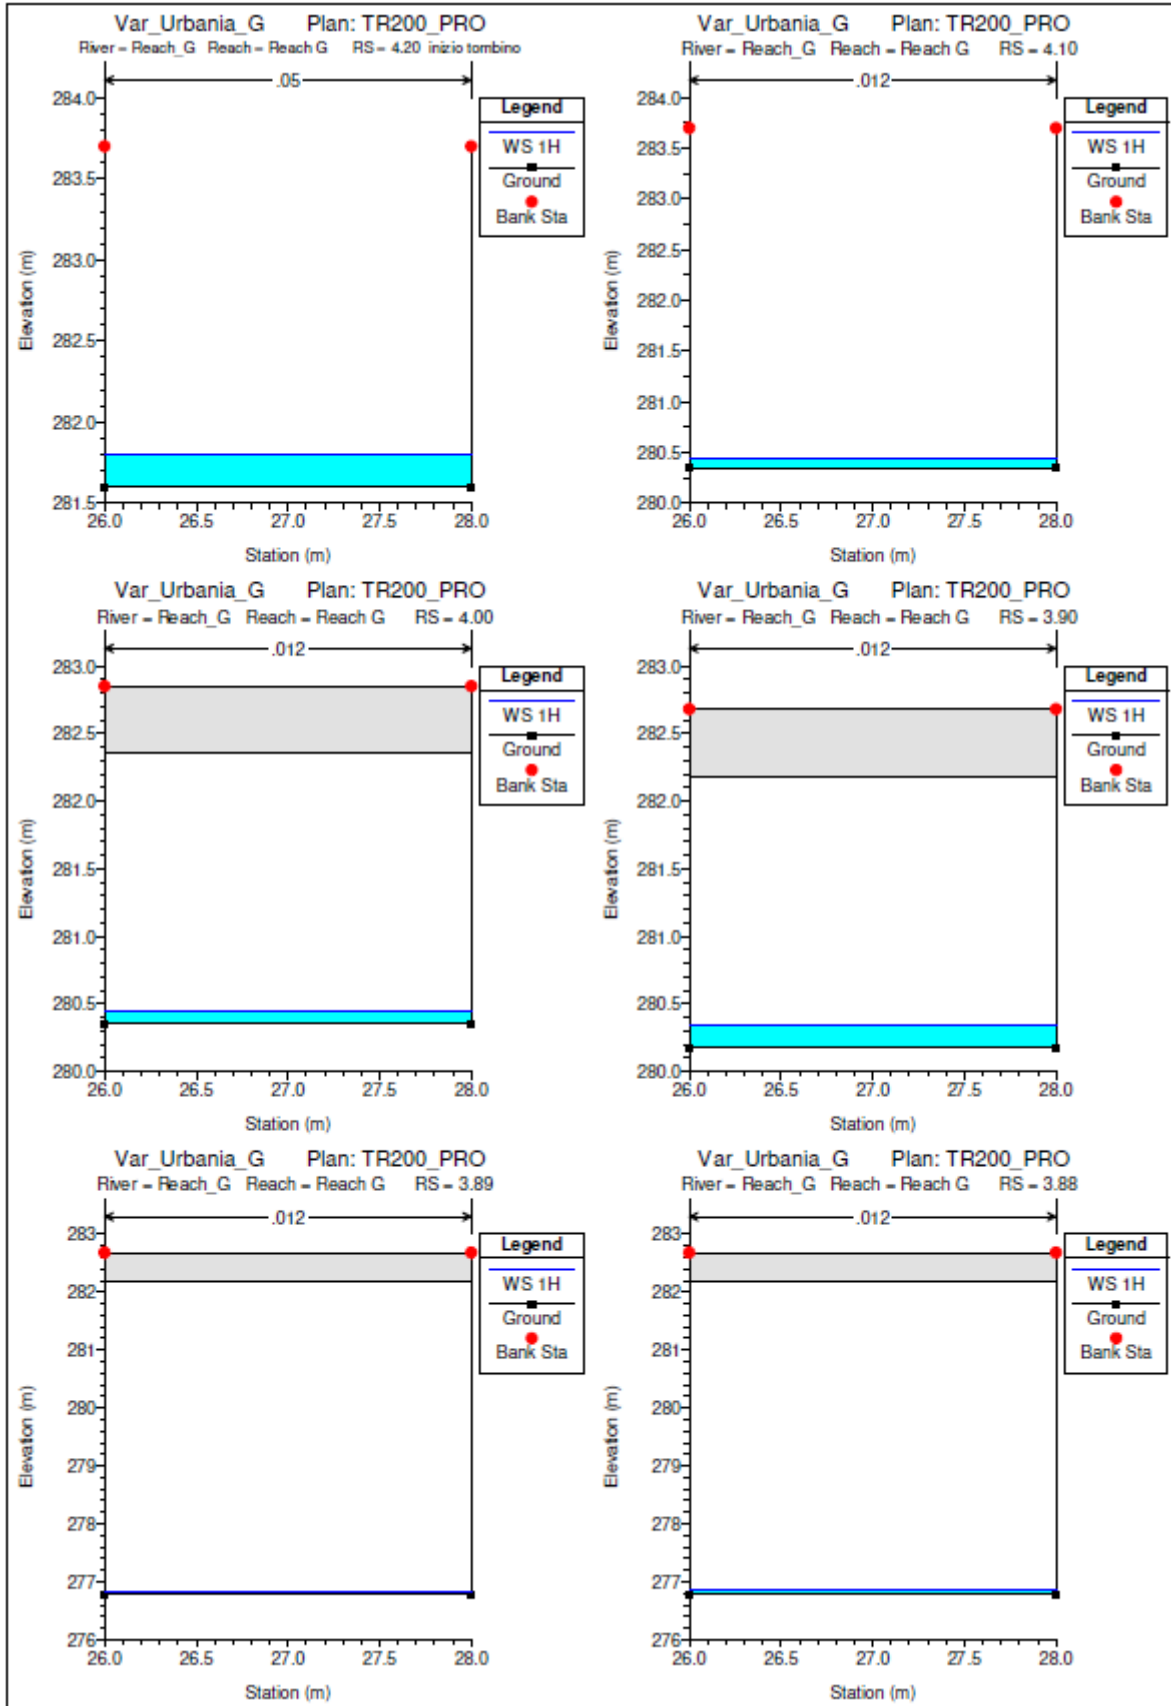 Var_Urbania_G Plan: TR200_PRO
River = Reach_G Reach = Reach G RS = 4.20 inizio tombino
.05
284.0
283.5
283.0
282.5
282.0
281.5
Elevation (m)
26.0 26.5 27.0 27.5 28.0
Station (m)
Legend
WS 1H
Ground
Bank Sta
Var_Urbania_G Plan: TR200_PRO
River = Reach_G Reach = Reach G RS = 4.10
.012
284.0
283.5
283.0
282.5
282.0
281.5
281.0
280.5
280.0
Elevation (m)
26.0 26.5 27.0 27.5 28.0
Station (m)
Legend
WS 1H
Ground
Bank Sta
Var_Urbania_G Plan: TR200_PRO
River = Reach_G Reach = Reach G RS = 4.00
.012
283.0
282.5
282.0
281.5
281.0
280.5
280.0
Elevation (m)
26.0 26.5 27.0 27.5 28.0
Station (m)
Legend
WS 1H
Ground
Bank Sta
Var_Urbania_G Plan: TR200_PRO
River = Reach_G Reach = Reach G RS = 3.90
.012
283.0
282.5
282.0
281.5
281.0
280.5
280.0
Elevation (m)
26.0 26.5 27.0 27.5 28.0
Station (m)
Legend
WS 1H
Ground
Bank Sta
Var_Urbania_G Plan: TR200_PRO
River = Reach_G Reach = Reach G RS = 3.89
.012
283
282
281
280
279
278
277
276
Elevation (m)
26.0 26.5 27.0 27.5 28.0
Station (m)
Legend
WS 1H
Ground
Bank Sta
Var_Urbania_G Plan: TR200_PRO
River = Reach_G Reach = Reach G RS = 3.88
.012
283
282
281
280
279
278
277
276
Elevation (m)
26.0 26.5 27.0 27.5 28.0
Station (m)
Legend
WS 1H
Ground
Bank Sta